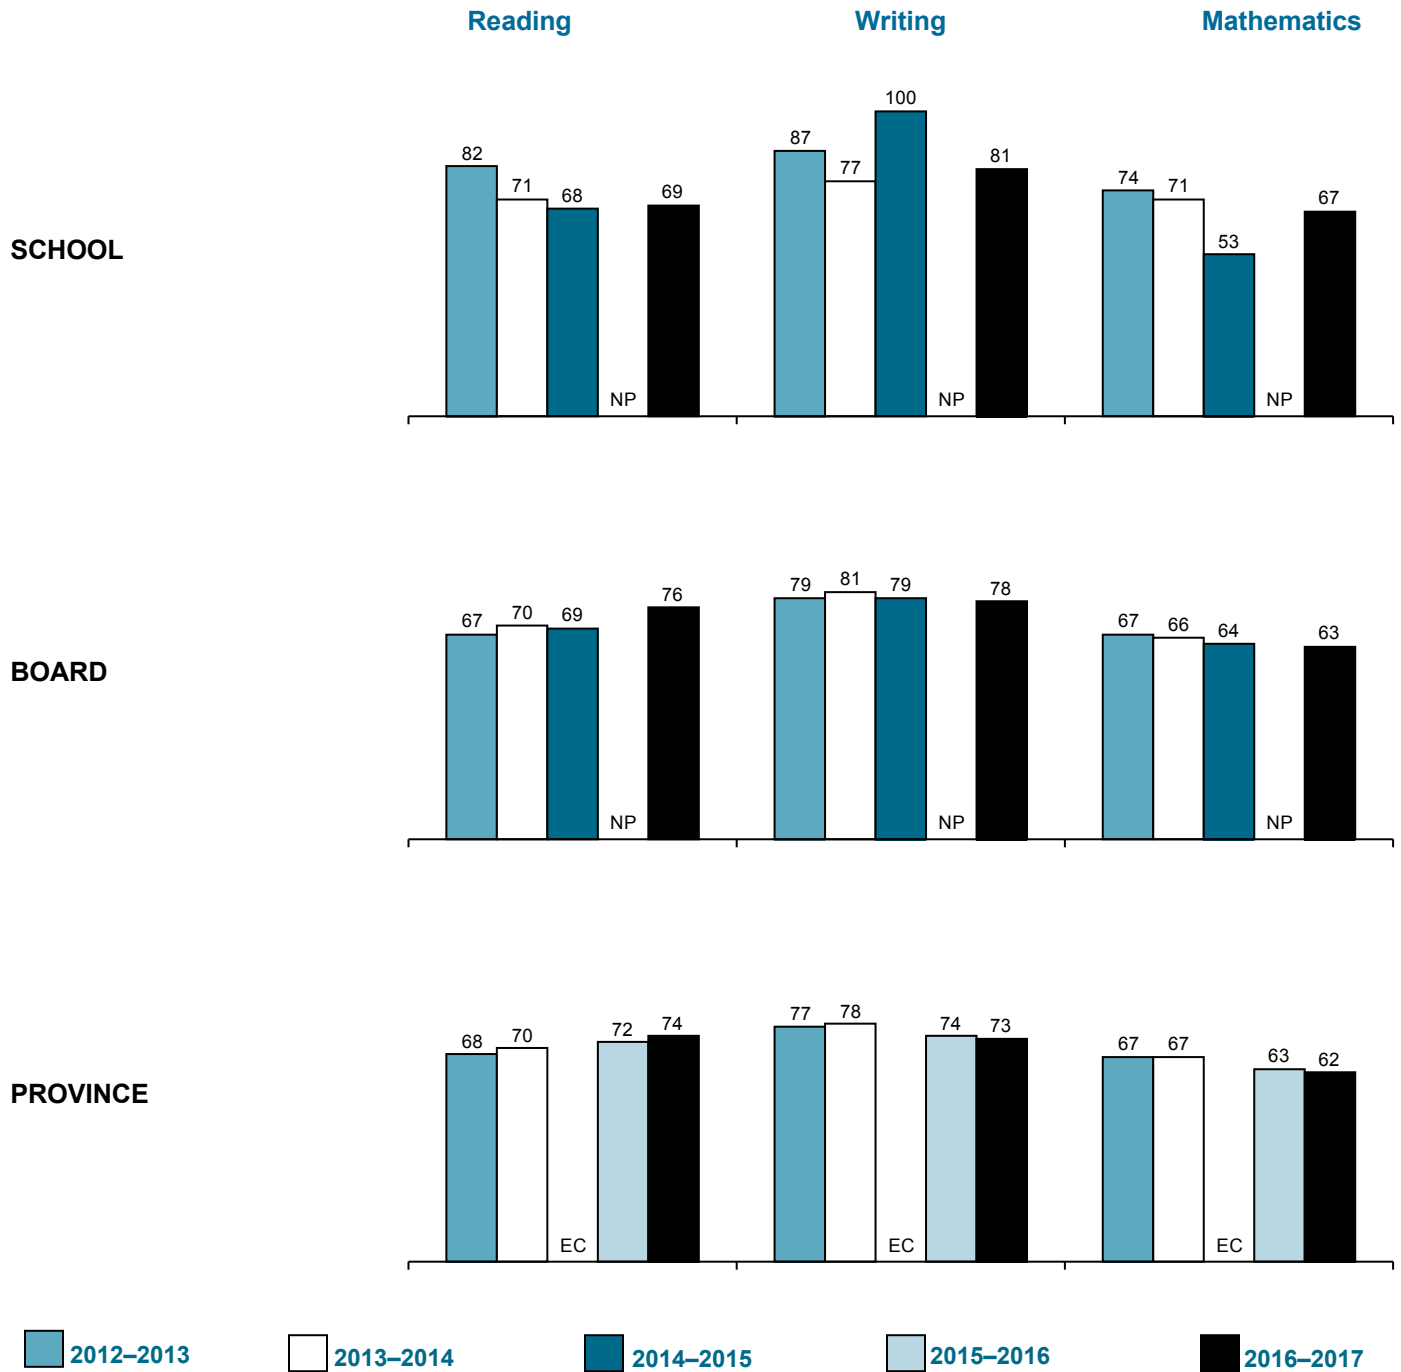 Reading Writing Mathematics
SCHOOL
82 71 68 NP 69
87 77 100 NP 81
74 71 53 NP 67
BOARD
67 70 69 NP 76
79 81 79 NP 78
67 66 64 NP 63
PROVINCE
68 70 EC 72 74
77 78 EC 74 73
67 67 EC 63 62
2012–2013 2013–2014 2014–2015 2015–2016 2016–2017